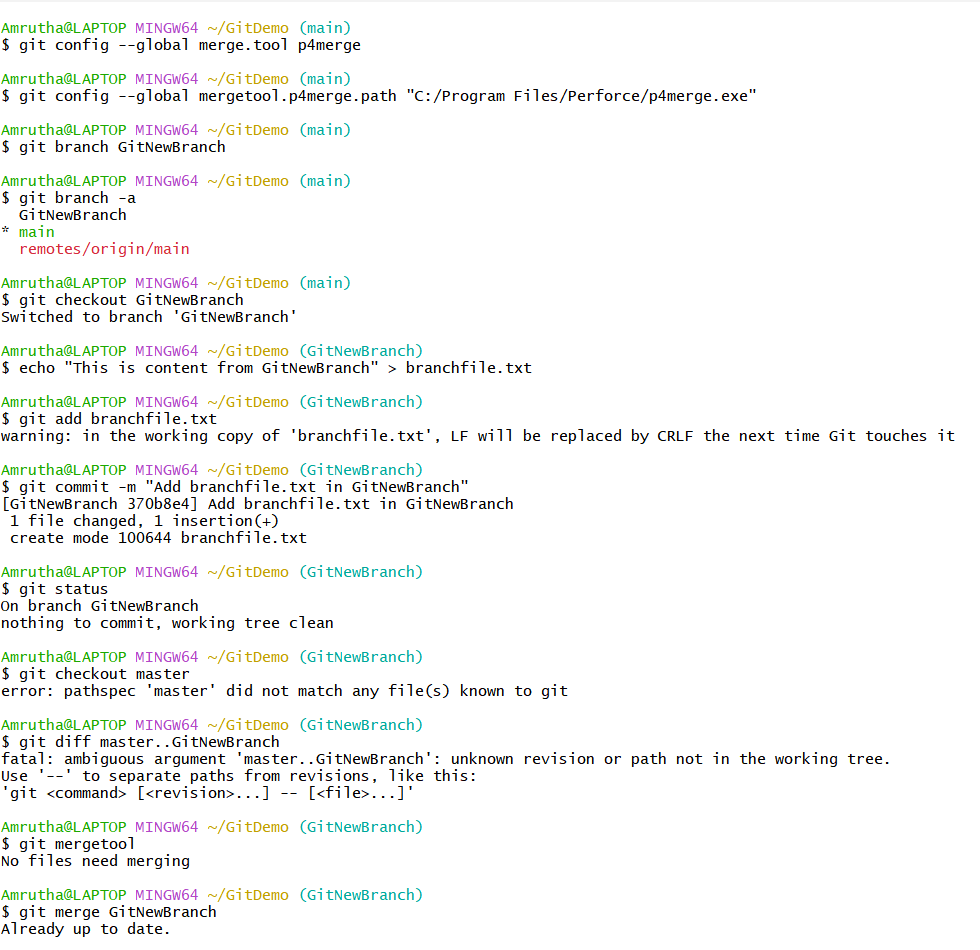 Amrutha@LAPTOP MINGW64 ~/GitDemo (main)
$ git config --global merge.tool p4merge

Amrutha@LAPTOP MINGW64 ~/GitDemo (main)
$ git config --global mergetool.p4merge.path "C:/Program Files/Perforce/p4merge.exe"

Amrutha@LAPTOP MINGW64 ~/GitDemo (main)
$ git branch GitNewBranch

Amrutha@LAPTOP MINGW64 ~/GitDemo (main)
$ git branch -a
  GitNewBranch
* main
  remotes/origin/main

Amrutha@LAPTOP MINGW64 ~/GitDemo (main)
$ git checkout GitNewBranch
Switched to branch 'GitNewBranch'

Amrutha@LAPTOP MINGW64 ~/GitDemo (GitNewBranch)
$ echo "This is content from GitNewBranch" > branchfile.txt

Amrutha@LAPTOP MINGW64 ~/GitDemo (GitNewBranch)
$ git add branchfile.txt
warning: in the working copy of 'branchfile.txt', LF will be replaced by CRLF the next time Git touches it

Amrutha@LAPTOP MINGW64 ~/GitDemo (GitNewBranch)
$ git commit -m "Add branchfile.txt in GitNewBranch"
[GitNewBranch 370b8e4] Add branchfile.txt in GitNewBranch
 1 file changed, 1 insertion(+)
 create mode 100644 branchfile.txt

Amrutha@LAPTOP MINGW64 ~/GitDemo (GitNewBranch)
$ git status
On branch GitNewBranch
nothing to commit, working tree clean

Amrutha@LAPTOP MINGW64 ~/GitDemo (GitNewBranch)
$ git checkout master
error: pathspec 'master' did not match any file(s) known to git

Amrutha@LAPTOP MINGW64 ~/GitDemo (GitNewBranch)
$ git diff master..GitNewBranch
fatal: ambiguous argument 'master..GitNewBranch': unknown revision or path not in the working tree.
Use '--' to separate paths from revisions, like this:
'git <command> [<revision>...] -- [<file>...]'

Amrutha@LAPTOP MINGW64 ~/GitDemo (GitNewBranch)
$ git mergetool
No files need merging

Amrutha@LAPTOP MINGW64 ~/GitDemo (GitNewBranch)
$ git merge GitNewBranch
Already up to date.